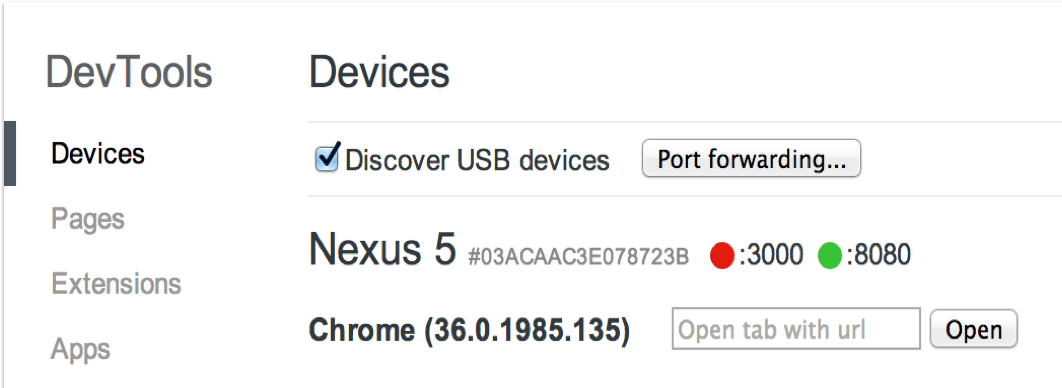 DevTools
Devices
Pages
Extensions
Apps
Devices
Discover USB devices Port forwarding...
Nexus 5 #03ACAAC3E078723B :3000 :8080
Chrome (36.0.1985.135) Open tab with url Open